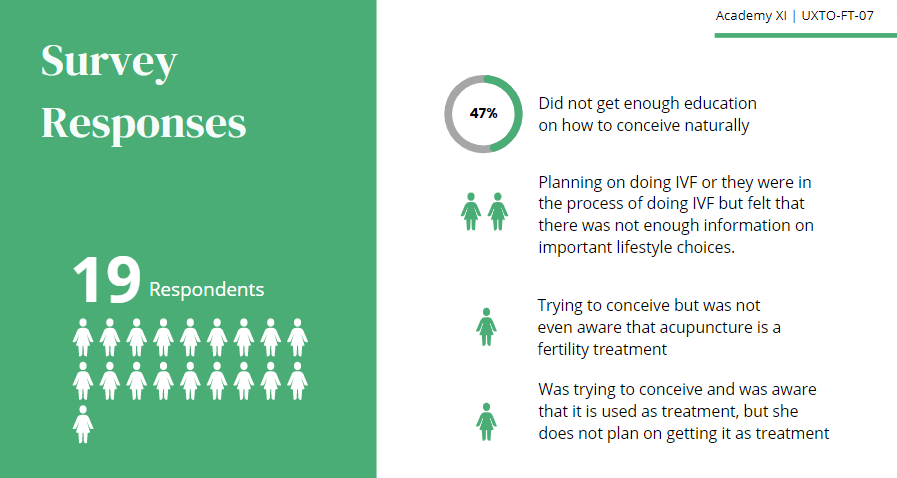 Academy XI | UXTO-FT-07
Survey
Responses
19 Respondents
47%
Did not get enough education
on how to conceive naturally
Planning on doing IVF or they were in
the process of doing IVF but felt that
there was not enough information on
important lifestyle choices.
Trying to conceive but was not
even aware that acupuncture is a
fertility treatment
Was trying to conceive and was aware
that it is used as treatment, but she
does not plan on getting it as treatment